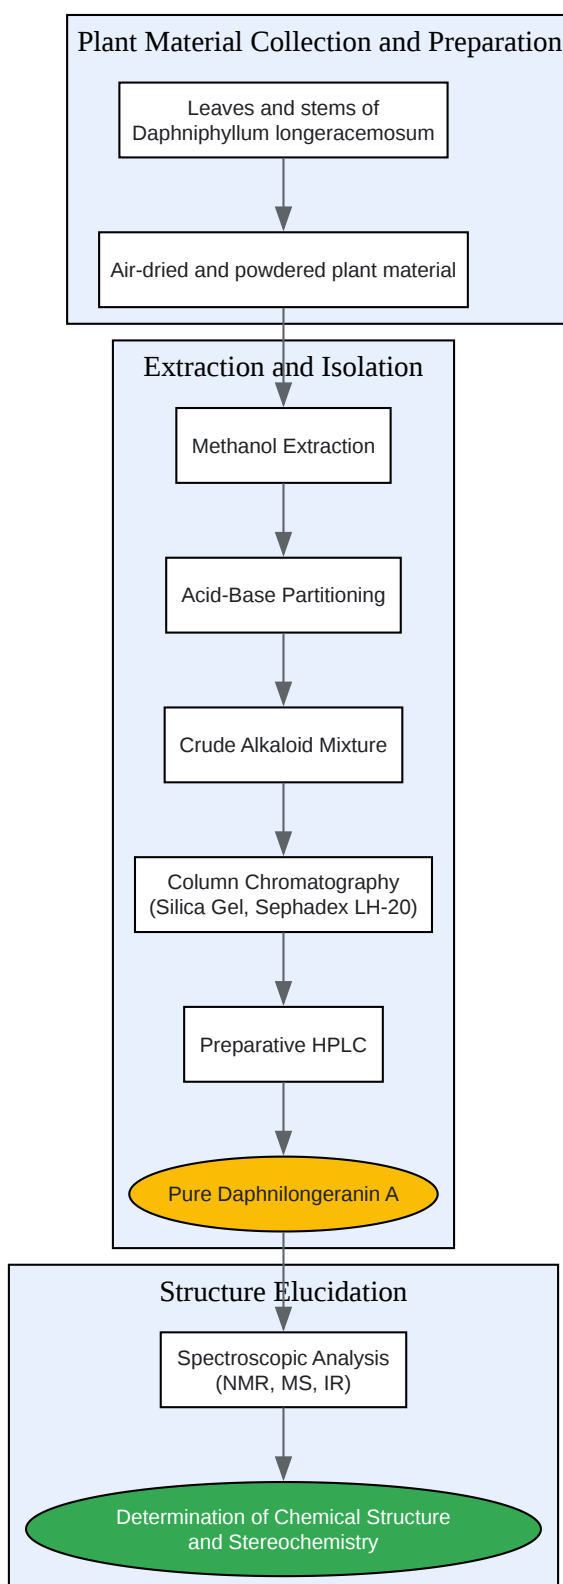 Plant Material Collection and Preparation
Leaves and stems of
Daphniphyllum longeracemosum
Air-dried and powdered plant material
Extraction and Isolation
Methanol Extraction
Acid-Base Partitioning
Crude Alkaloid Mixture
Column Chromatography
(Silica Gel, Sephadex LH-20)
Preparative HPLC
Pure Daphnilongeranin A
Structure Elucidation
Spectroscopic Analysis
(NMR, MS, IR)
Determination of Chemical Structure
and Stereochemistry